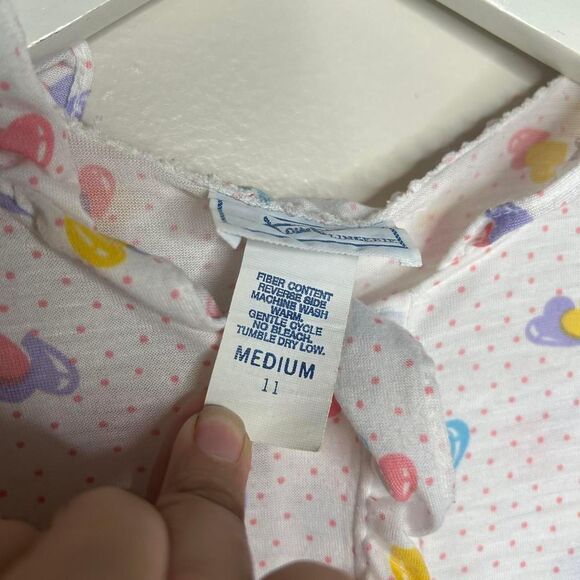 LINGERIE
FIBER CONTENT
REVERSE SIDE
MACHINE WASH
WARM.
GENTLE CYCLE
NO BLEACH.
TUMBLE DRY LOW.
MEDIUM
11